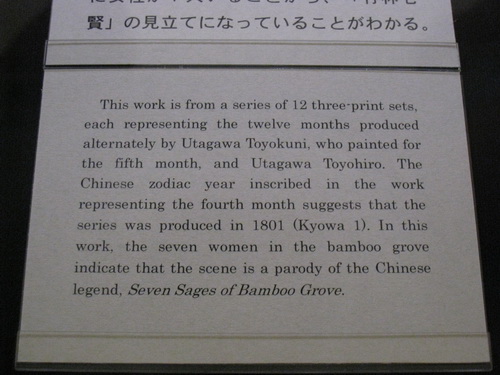 賢」の見立てになっていることがわかる。
This work is from a series of 12 three-print sets,
each representing the twelve months produced
alternately by Utagawa Toyokuni, who painted for
the fifth month, and Utagawa Toyohiro. The
Chinese zodiac year inscribed in the work
representing the fourth month suggests that the
series was produced in 1801 (Kyowa 1). In this
work, the seven women in the bamboo grove
indicate that the scene is a parody of the Chinese
legend, Seven Sages of Bamboo Grove.